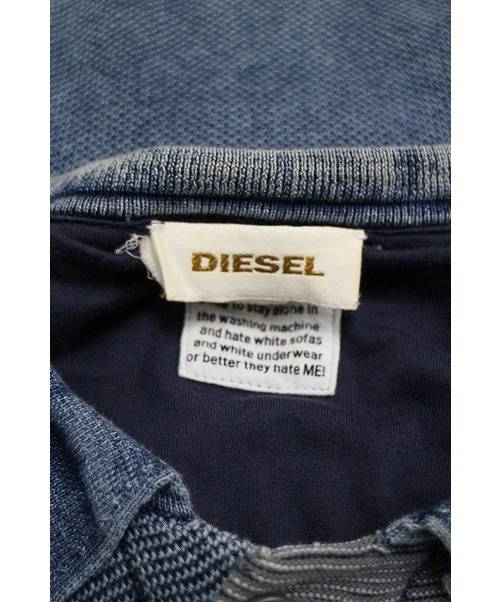 DIESEL
to stay alone in
the washing machine
and hate white sofas
and white underwear
or better they hate ME!